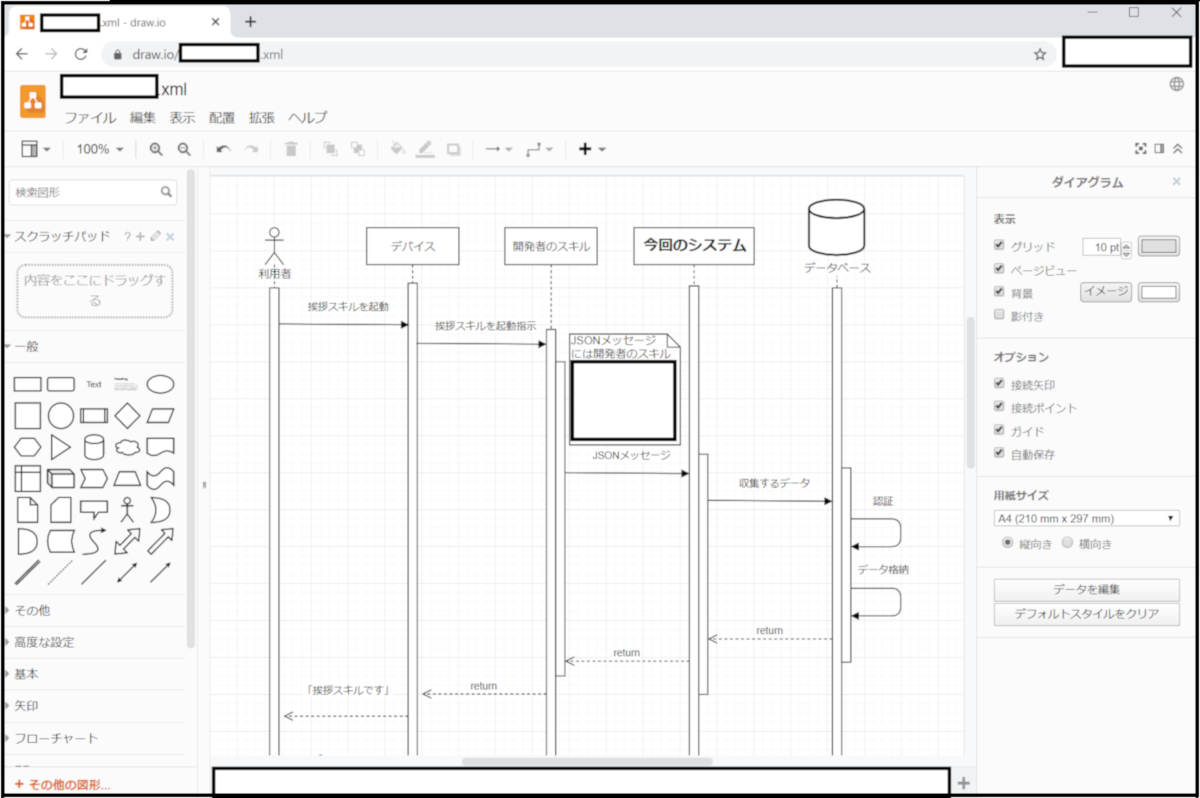 .xml - draw.io
draw.io/
.xml
.xml
ファイル 編集 表示 配置 拡張 ヘルプ
100%
検索図形
スクラッチパッド ?
内容をここにドラッグす
る
一般
Text
その他
高度な設定
基本
矢印
フローチャート
+ その他の図形...
利用者
デバイス
開発者のスキル
今回のシステム
データベース
挨拶スキルを起動
挨拶スキルを起動指示
JSONメッセージ
には開発者のスキル
JSONメッセージ
収集するデータ
認証
データ格納
return
return
return
「挨拶スキルです」
ダイアグラム
表示
グリッド 10 pt
ページビュー
背景 イメージ
影付き
オプション
接続矢印
接続ポイント
ガイド
自動保存
用紙サイズ
A4 (210 mm x 297 mm)
縦向き 横向き
データを編集
デフォルトスタイルをクリア